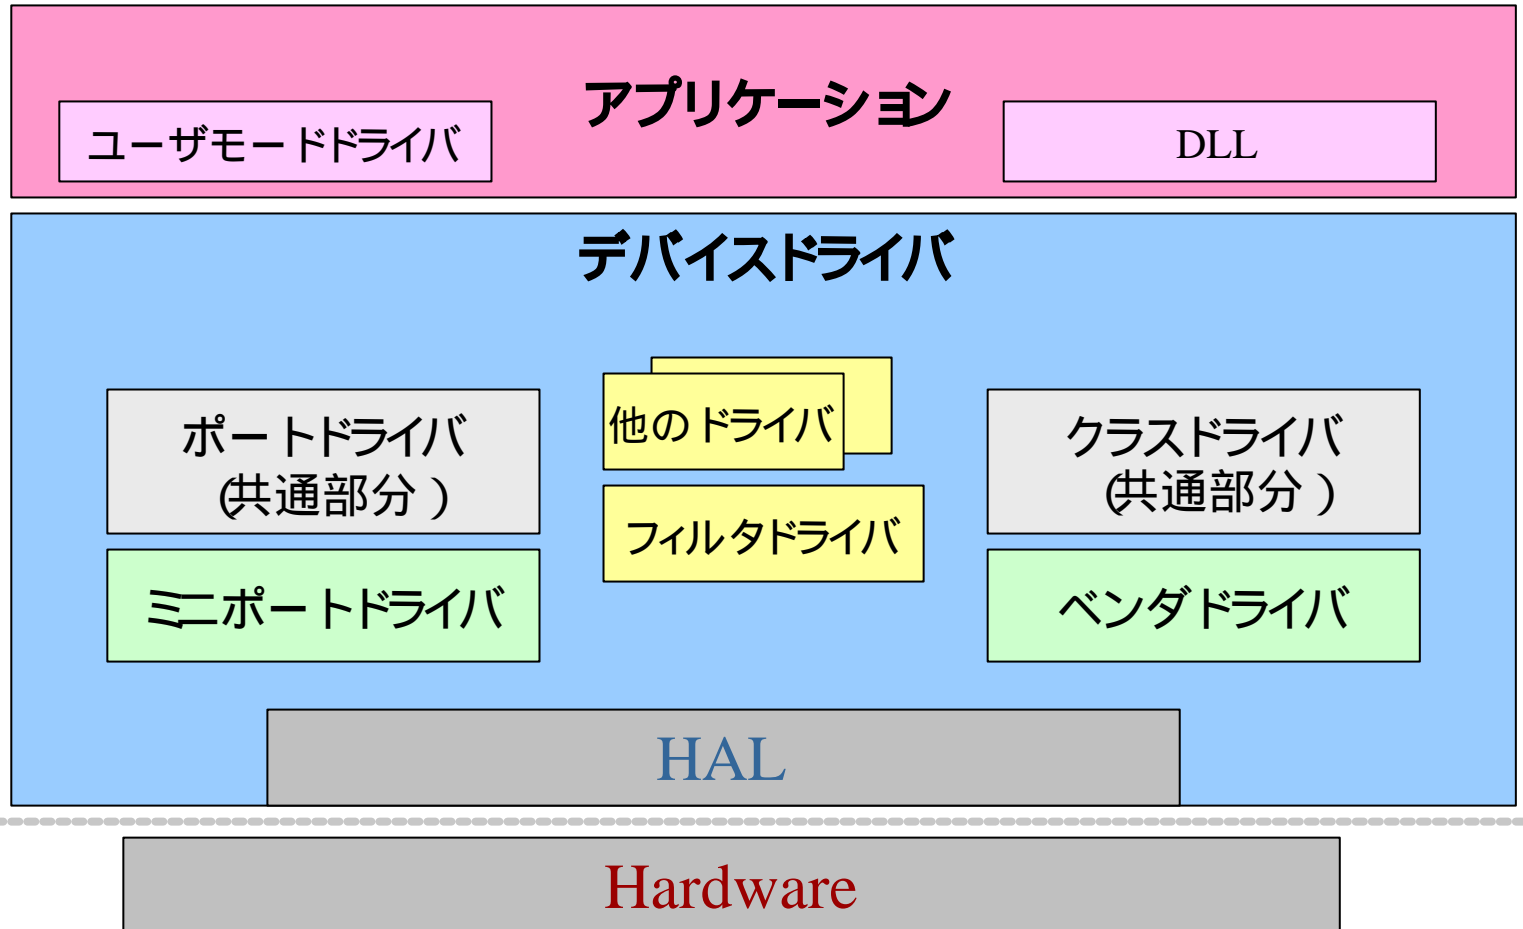 アプリケーション
ユーザモードドライバ
DLL
デバイスドライバ
ポートドライバ
(共通部分)
他のドライバ
クラスドライバ
(共通部分)
フィルタドライバ
ミニポートドライバ
ベンダドライバ
HAL
Hardware